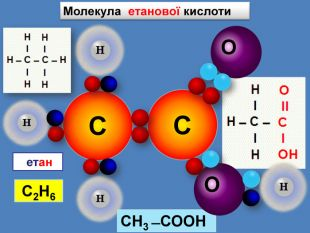 Молекула етанової кислоти
H H
H – C – C – H
H H
H
H
H
C
C
O
O
H
етан
C₂H₆
H O
H – C – C
H OH
CH₃ –COOH